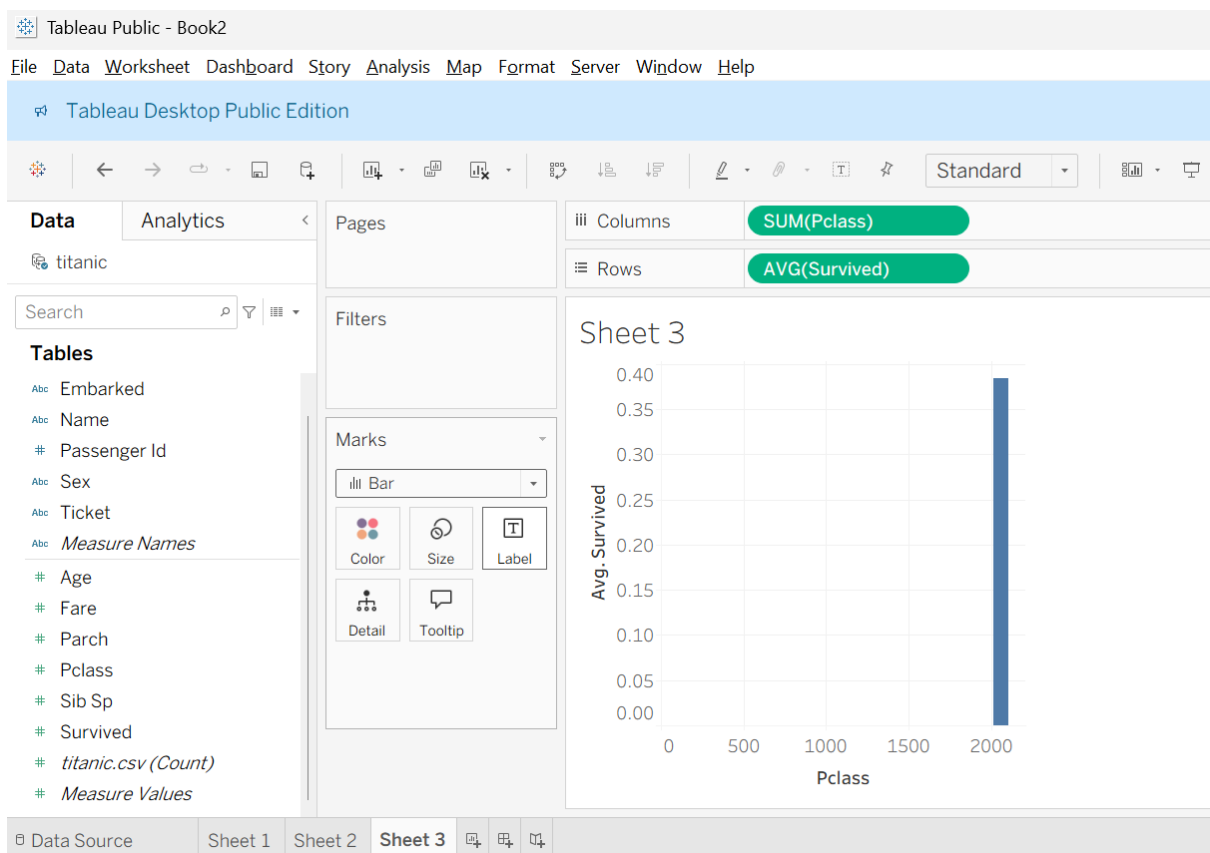 Tableau Public - Book2
File Data Worksheet Dashboard Story Analysis Map Format Server Window Help
Tableau Desktop Public Edition
Standard
Data Analytics
titanic
Search
Tables
Abc Embarked
Abc Name
# Passenger Id
Abc Sex
Abc Ticket
Abc Measure Names
# Age
# Fare
# Parch
# Pclass
# Sib Sp
# Survived
# titanic.csv (Count)
# Measure Values
Pages
Filters
Marks
Bar
Color Size Label
Detail Tooltip
Columns SUM(Pclass)
Rows AVG(Survived)
Sheet 3
Avg. Survived
0.40
0.35
0.30
0.25
0.20
0.15
0.10
0.05
0.00
0 500 1000 1500 2000
Pclass
Data Source Sheet 1 Sheet 2 Sheet 3